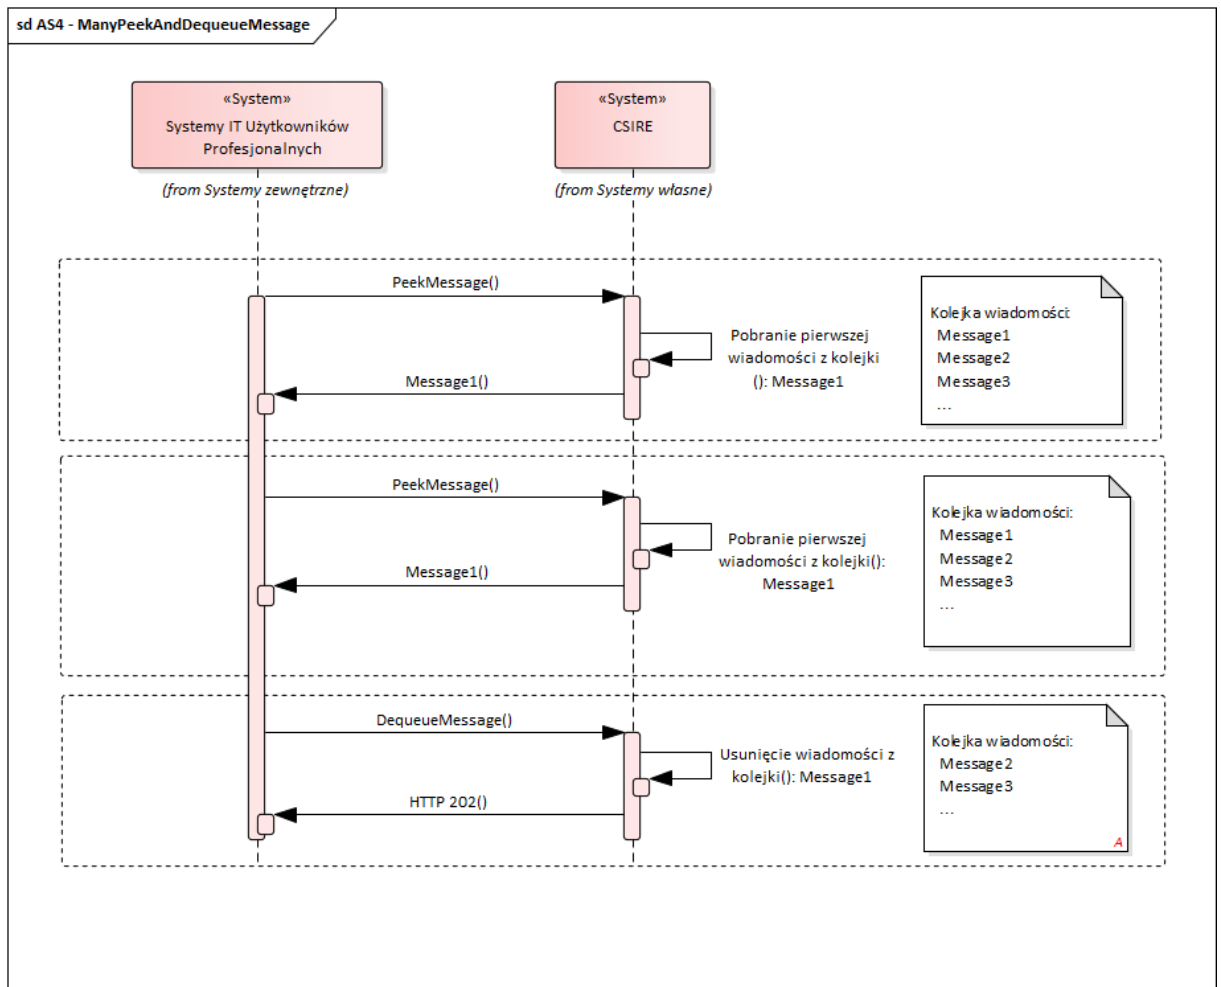 sd AS4 - ManyPeekAndDequeueMessage
«System»
Systemy IT Użytkowników
Profesjonalnych
(from Systemy zewnętrzne)
«System»
CSIRE
(from Systemy własne)
PeekMessage()
Pobranie pierwszej
wiadomości z kolejki
(): Message1
Message1()
Kolejka wiadomości:
Message1
Message2
Message3
...
PeekMessage()
Pobranie pierwszej
wiadomości z kolejki():
Message1
Message1()
Kolejka wiadomości:
Message1
Message2
Message3
...
DequeueMessage()
Usunięcie wiadomości z
kolejki(): Message1
HTTP 202()
Kolejka wiadomości:
Message2
Message3
...
A